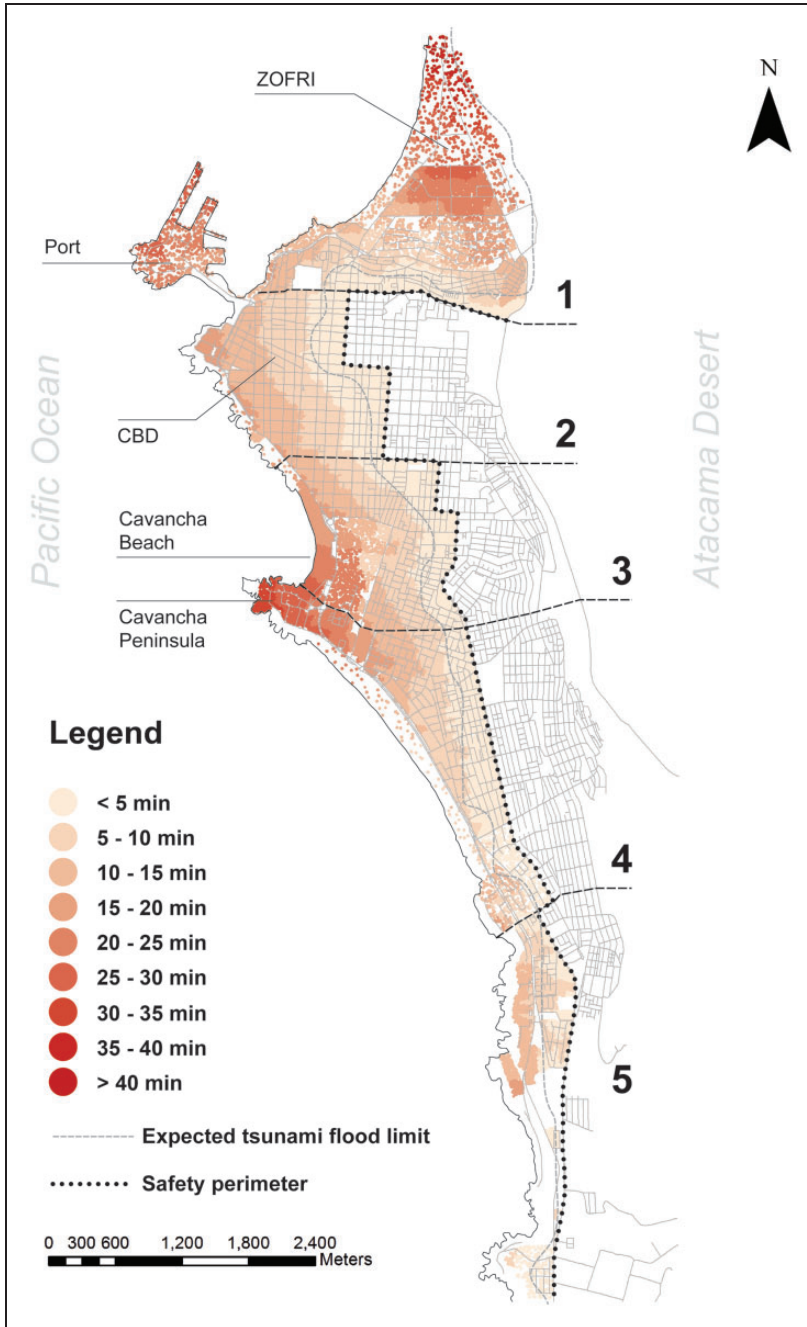 ZOFRI
N
Port
1
Pacific Ocean
Atacama Desert
CBD
2
Cavancha
Beach
3
Cavancha
Peninsula
Legend
< 5 min
5 - 10 min
10 - 15 min
15 - 20 min
20 - 25 min
25 - 30 min
30 - 35 min
35 - 40 min
> 40 min
4
5
Expected tsunami flood limit
Safety perimeter
0 300 600 1,200 1,800 2,400
Meters